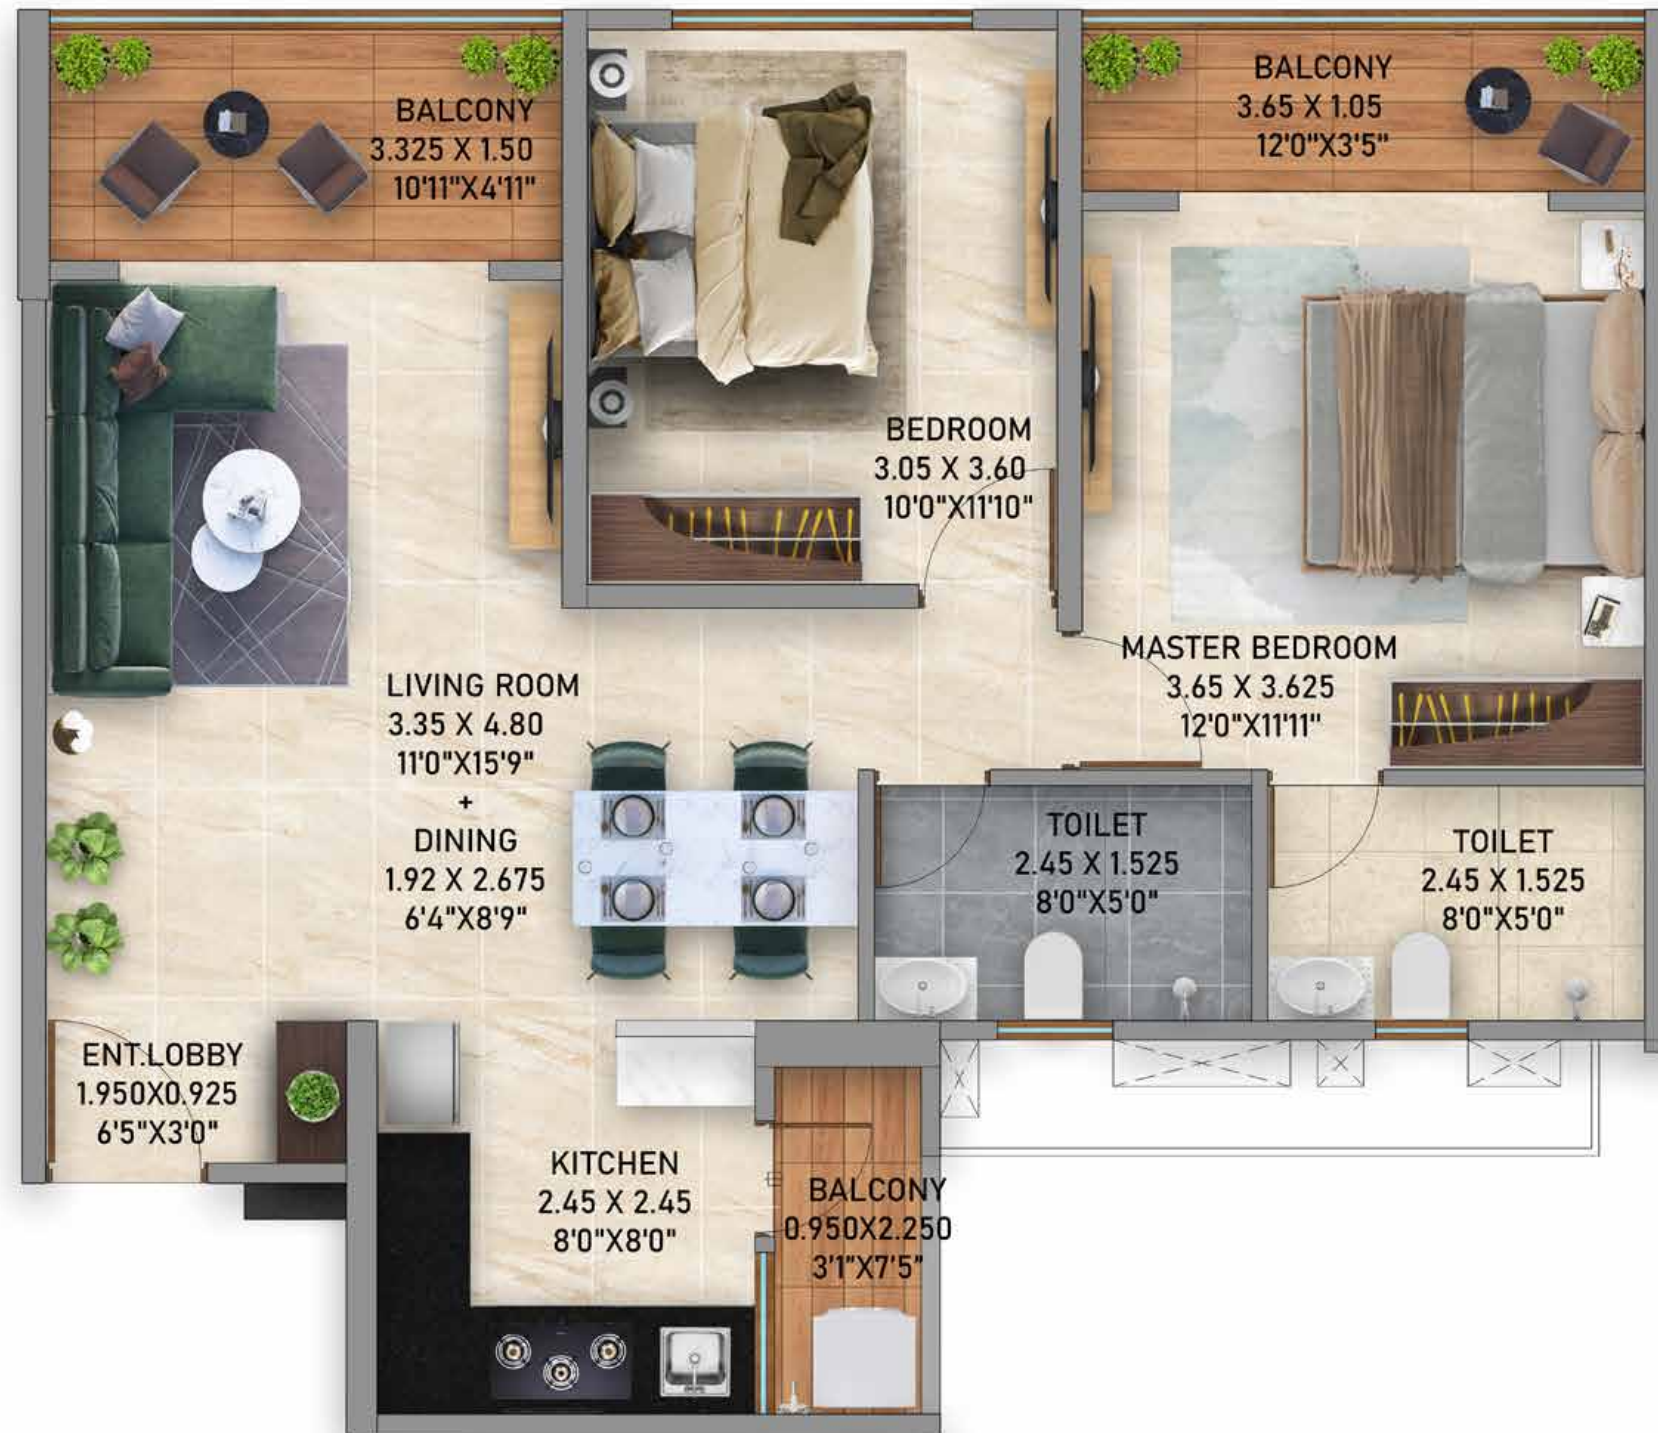 BALCONY
3.325 X 1.50
10'11"X4'11"
BALCONY
3.65 X 1.05
12'0"X3'5"
BEDROOM
3.05 X 3.60
10'0"X11'10"
MASTER BEDROOM
3.65 X 3.625
12'0"X11'11"
LIVING ROOM
3.35 X 4.80
11'0"X15'9"
+
DINING
1.92 X 2.675
6'4"X8'9"
TOILET
2.45 X 1.525
8'0"X5'0"
TOILET
2.45 X 1.525
8'0"X5'0"
ENT.LOBBY
1.950X0.925
6'5"X3'0"
KITCHEN
2.45 X 2.45
8'0"X8'0"
BALCONY
0.950X2.250
3'1"X7'5"